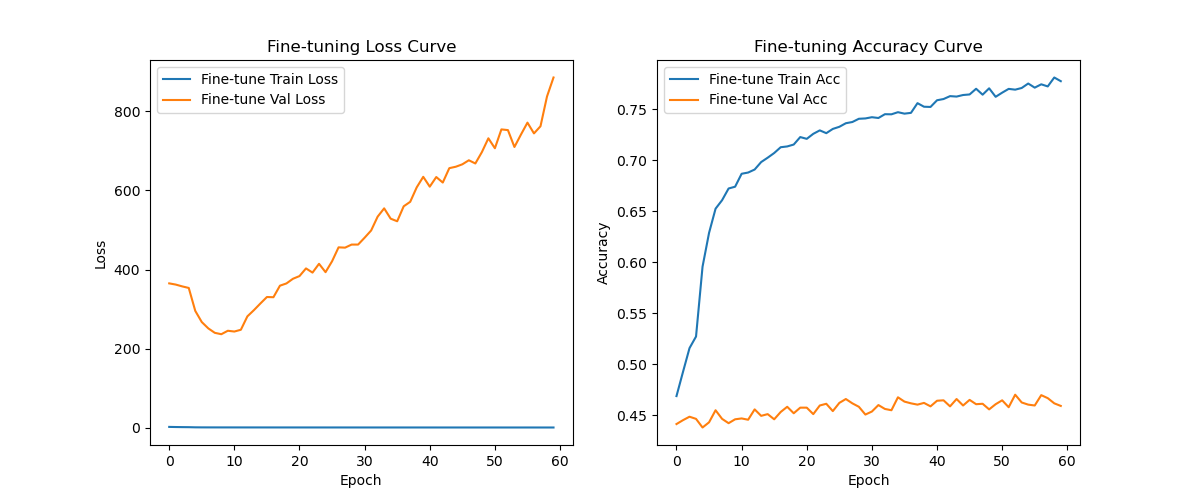 Fine-tuning Loss Curve
Fine-tune Train Loss
Fine-tune Val Loss
Loss
800
600
400
200
0
0 10 20 30 40 50 60
Epoch
Fine-tuning Accuracy Curve
Fine-tune Train Acc
Fine-tune Val Acc
Accuracy
0.75
0.70
0.65
0.60
0.55
0.50
0.45
0 10 20 30 40 50 60
Epoch